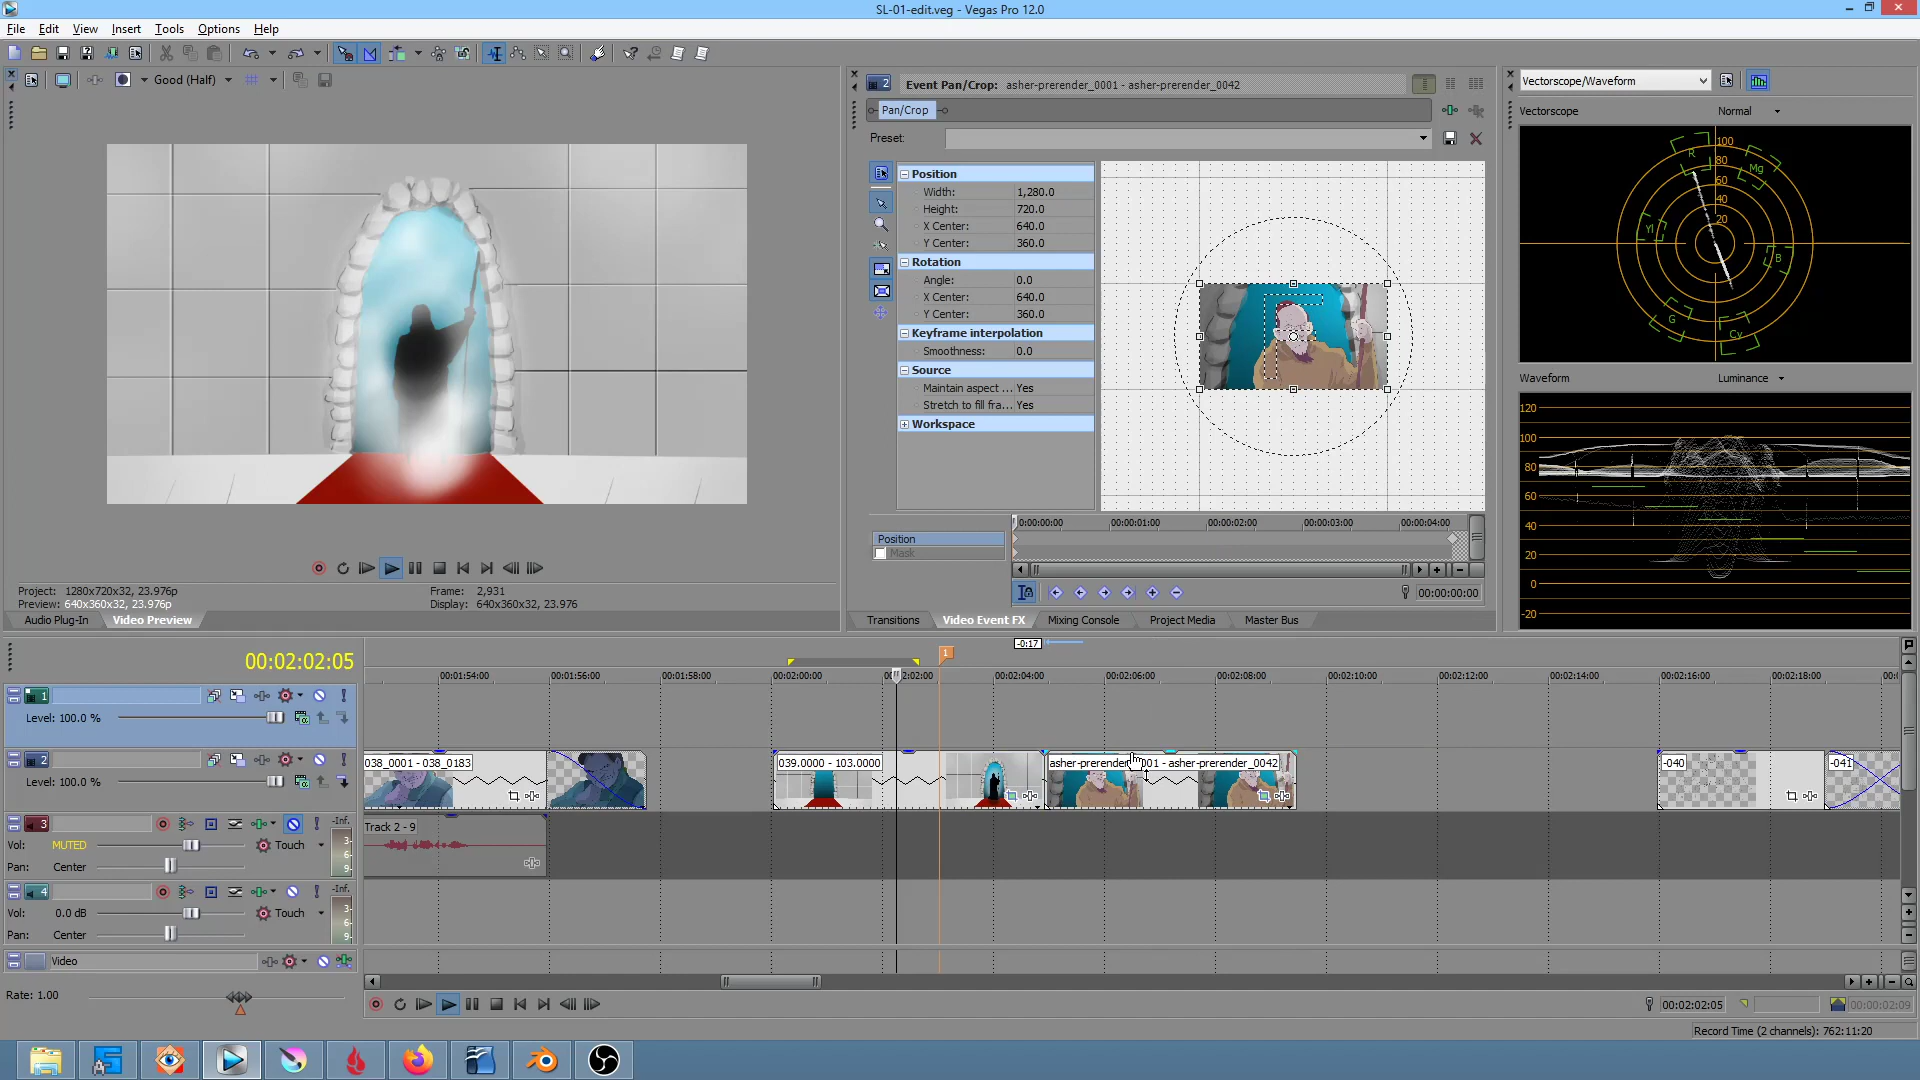 SL-01-edit.veg - Vegas Pro 12.0
File Edit View Insert Tools Options Help
Good (Half)
Project: 1280x720x32, 23.976p
Preview: 640x360x32, 23.976p
Frame: 2,931
Display: 640x360x32, 23.976
Audio Plug-In Video Preview
2 Event Pan/Crop: asher-prerender_0001 - asher-prerender_0042
Pan/Crop
Preset:
Position
Width: 1,280.0
Height: 720.0
X Center: 640.0
Y Center: 360.0
Rotation
Angle: 0.0
X Center: 640.0
Y Center: 360.0
Keyframe interpolation
Smoothness: 0.0
Source
Maintain aspect ... Yes
Stretch to fill fra... Yes
Workspace
0:00:00:00 00:00:01:00 00:00:02:00 00:00:03:00 00:00:04:00
Position
Mask
00:00:00:00
Transitions Video Event FX Mixing Console Project Media Master Bus
Vectorscope/Waveform
Vectorscope Normal
R Mg Yl B G Cy
100
80
60
40
20
Waveform Luminance
120
100
80
60
40
20
0
-20
00:02:02:05
-0:17
1
00:01:54:00 00:01:56:00 00:01:58:00 00:02:00:00 00:02:04:00 00:02:06:00 00:02:08:00 00:02:10:00 00:02:12:00 00:02:14:00 00:02:16:00 00:02:18:00
1
Level: 100.0 %
2
Level: 100.0 %
038_0001 - 038_0183
039.0000 - 103.0000
-040
-041
3
-Inf.
Vol: MUTED Touch
Pan: Center
3-
6-
9-
Track 2 - 9
4
-Inf.
Vol: 0.0 dB Touch
Pan: Center
3-
6-
9-
Video
Rate: 1.00
00:02:02:05
00:00:02:09
Record Time (2 channels): 762:11:20